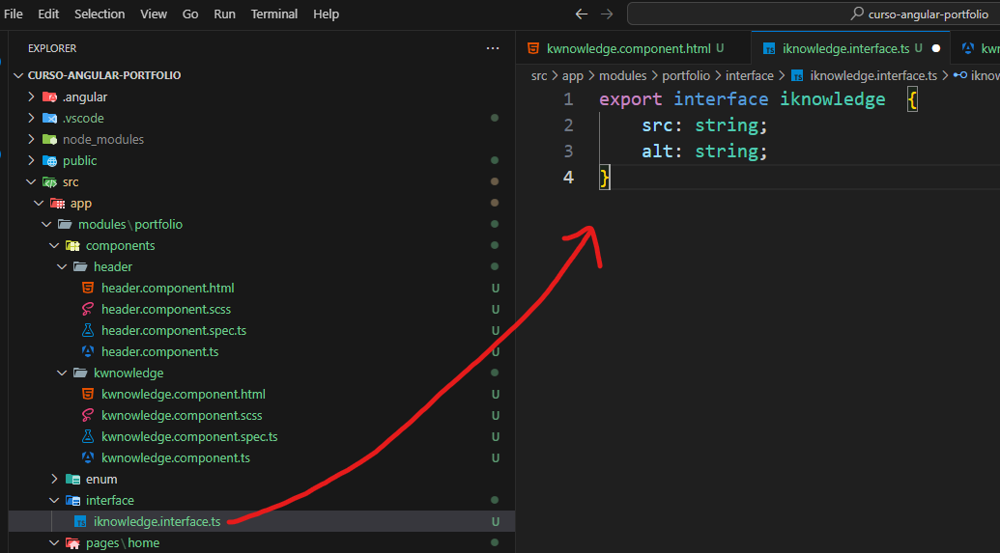 File Edit Selection View Go Run Terminal Help curso-angular-portfolio
EXPLORER
CURSO-ANGULAR-PORTFOLIO
.angular
.vscode
node_modules
public
src
app
modules\portfolio
components
header
header.component.html U
header.component.scss U
header.component.spec.ts U
header.component.ts U
kwnowledge
kwnowledge.component.html U
kwnowledge.component.scss U
kwnowledge.component.spec.ts U
kwnowledge.component.ts U
enum
interface
iknowledge.interface.ts U
pages\home
kwnowledge.component.html U iknowledge.interface.ts U kwn
src > app > modules > portfolio > interface > iknowledge.interface.ts > iknow
1 export interface iknowledge {
2 src: string;
3 alt: string;
4 }